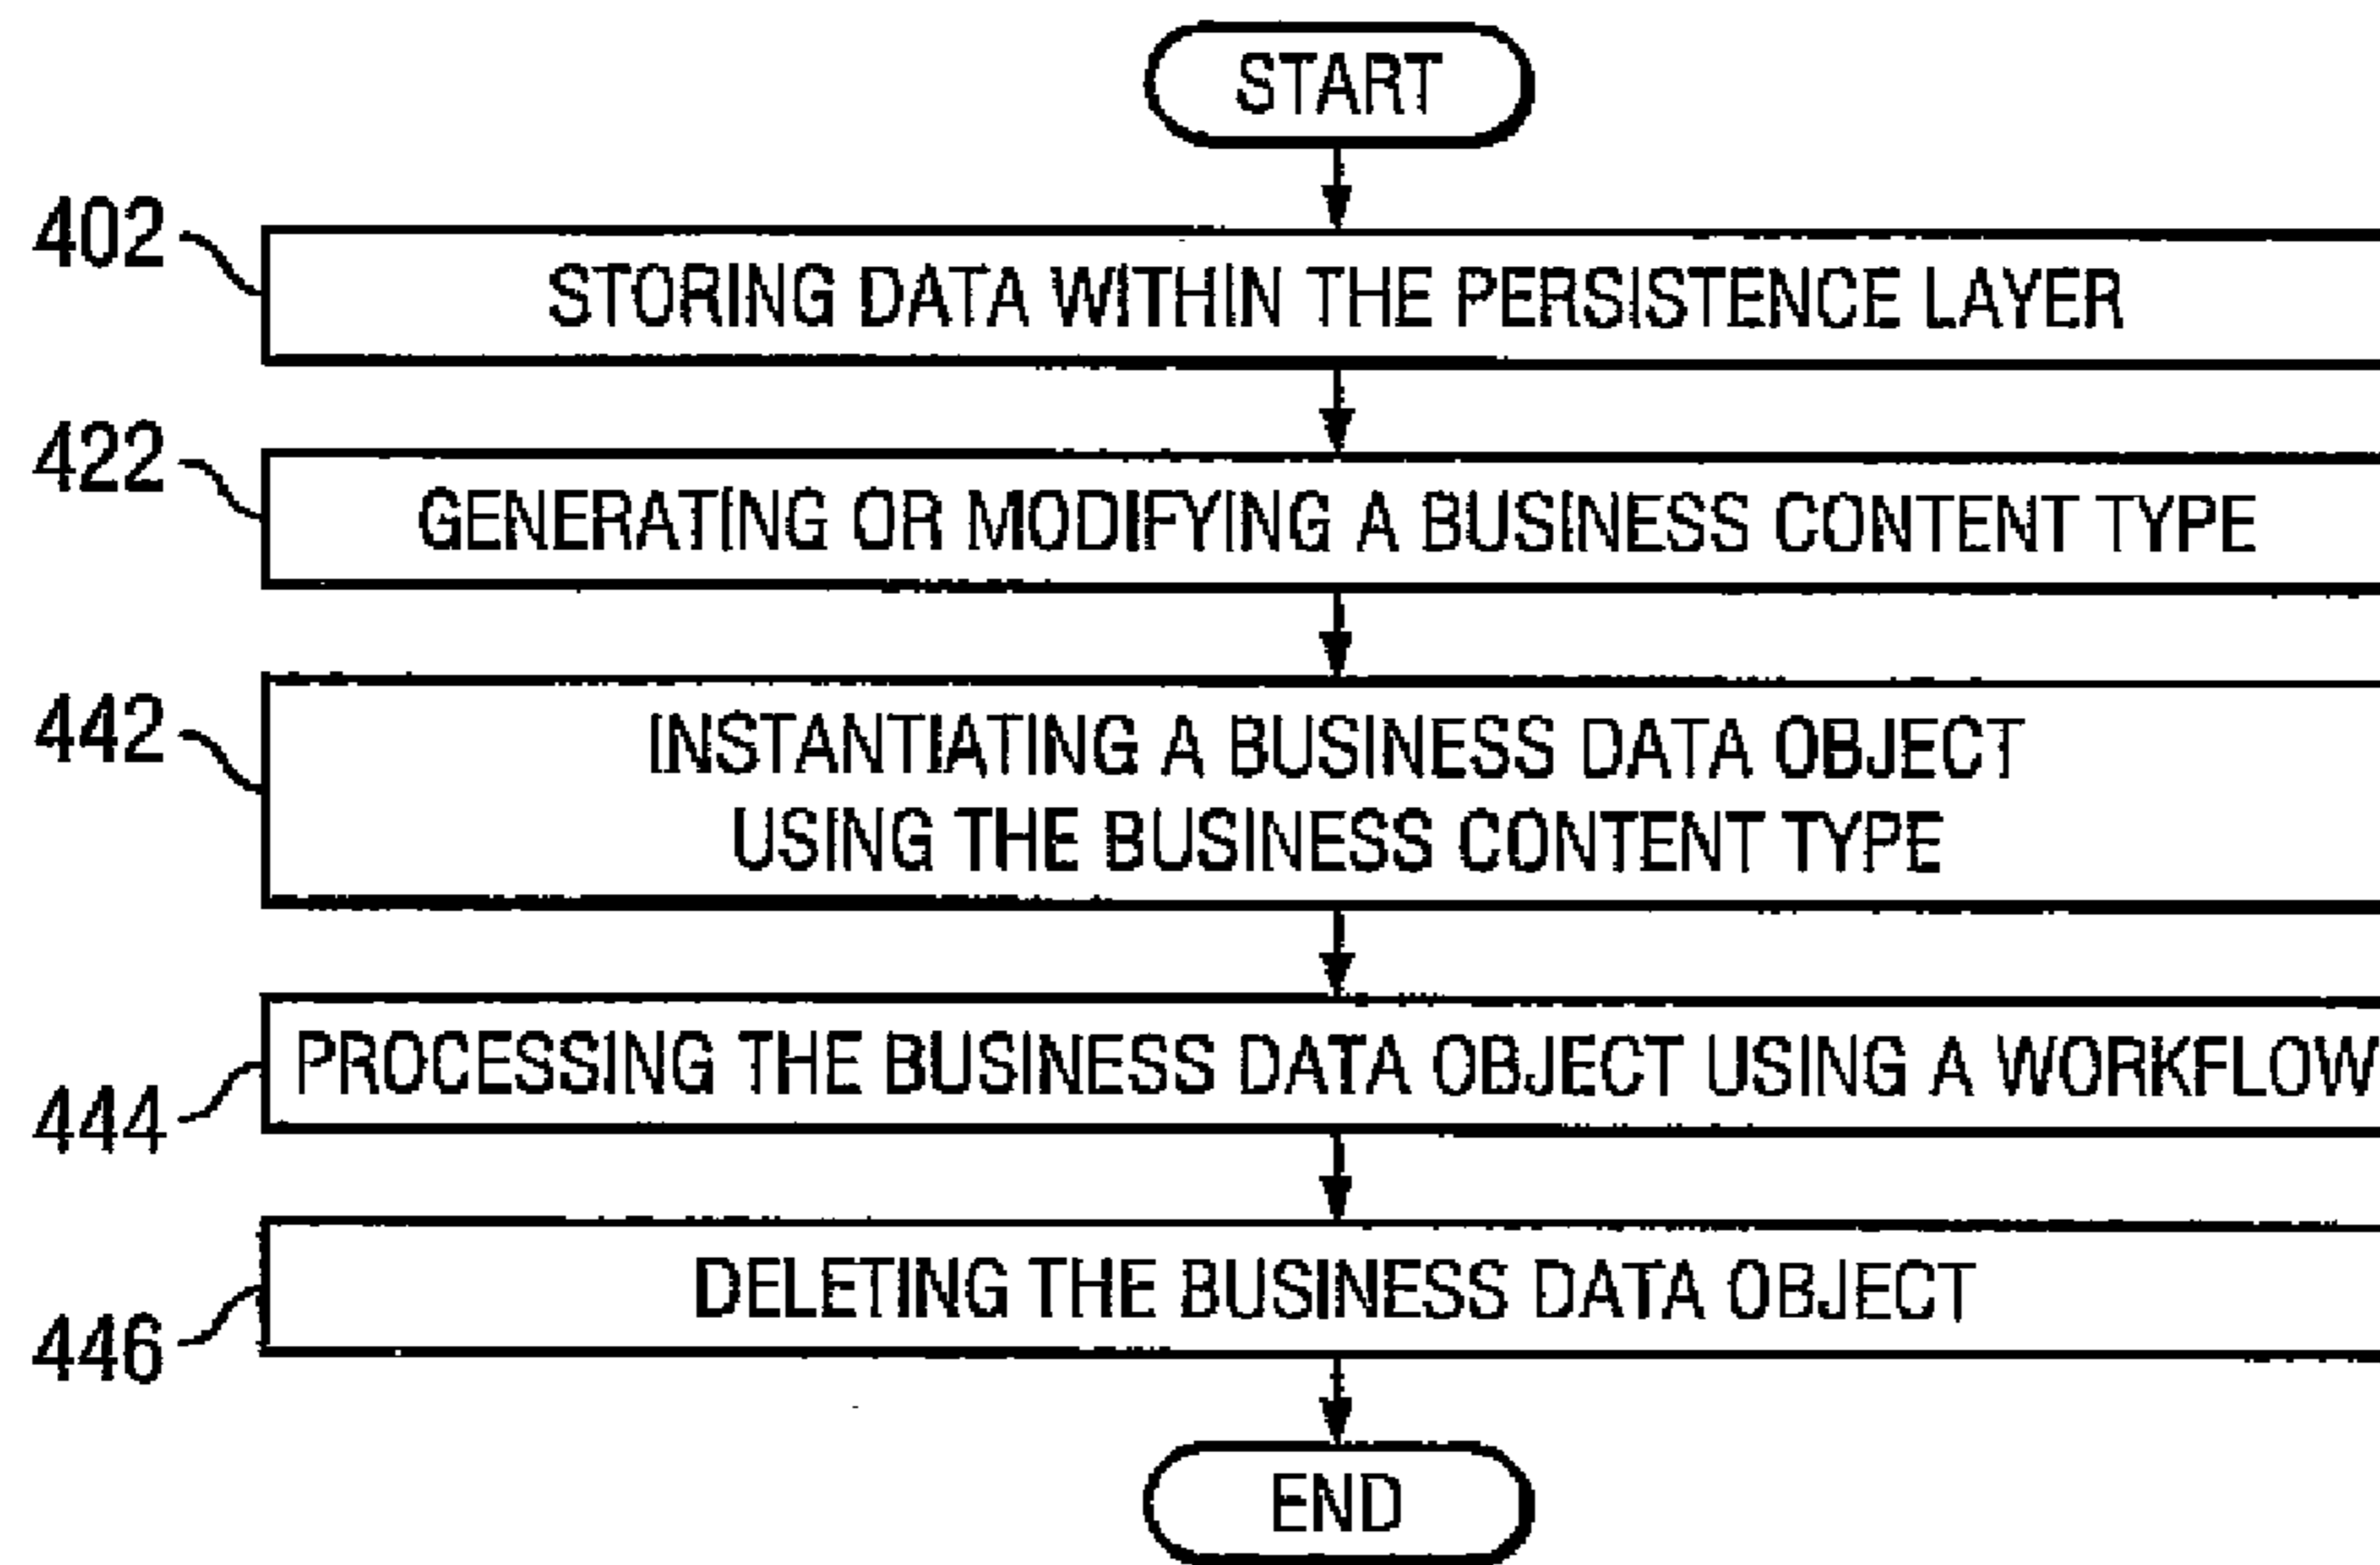 START
402
STORING DATA WITHIN THE PERSISTENCE LAYER
422
GENERATING OR MODIFYING A BUSINESS CONTENT TYPE
442
INSTANTIATING A BUSINESS DATA OBJECT
USING THE BUSINESS CONTENT TYPE
444
PROCESSING THE BUSINESS DATA OBJECT USING A WORKFLOW
446
DELETING THE BUSINESS DATA OBJECT
END